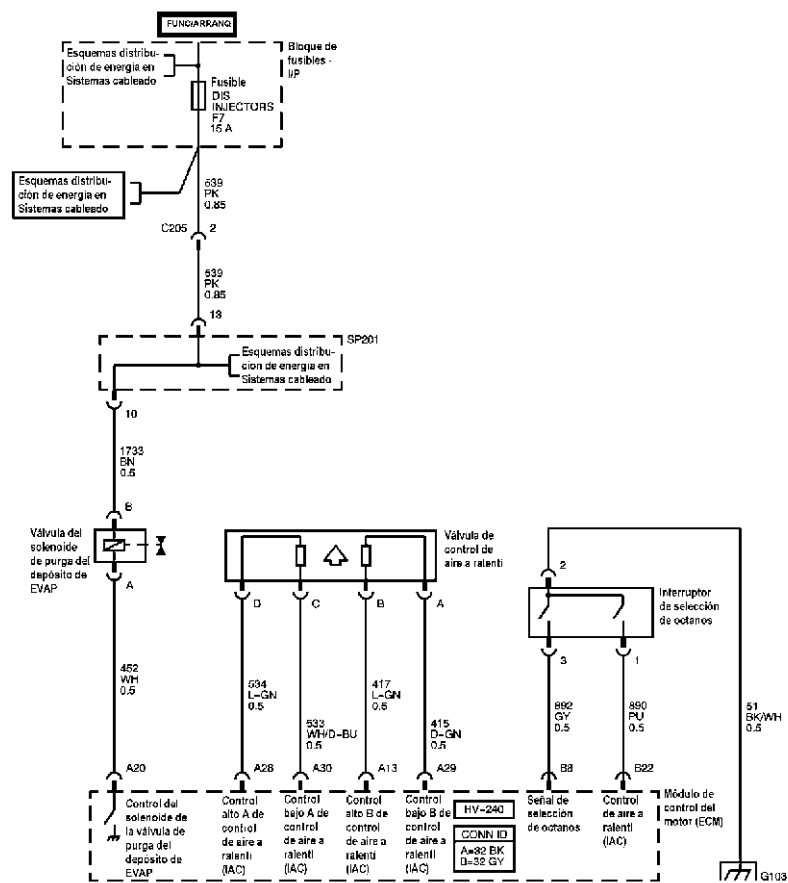 FUNC/ARRANQ
Esquemas distribu-
ción de energía en
Sistemas cableado
Bloque de
fusibles -
I/P
Fusible
DIS
INJECTORS
F7
15 A
Esquemas distribu-
ción de energía en
Sistemas cableado
539
PK
0.85
C205
2
539
PK
0.85
13
SP201
Esquemas distribu-
cion de energía en
Sistemas cableado
10
1733
BN
0.5
B
Válvula del
solenoide
de purga del
depósito de
EVAP
A
Válvula de
control de
aire a ralentí
D
C
B
A
2
Interruptor
de selección
de octanos
3
1
452
WH
0.5
534
L-GN
0.5
533
WH/D-BU
0.5
417
L-GN
0.5
415
D-GN
0.5
892
GY
0.5
890
PU
0.5
51
BK/WH
0.5
A20
A28
A30
A13
A29
B8
B22
Control del
solenoide de
la válvula de
purga del
depósito de
EVAP
Control
alto A de
control
de aire a
ralentí
(IAC)
Control
bajo A de
control
de aire a
ralentí
(IAC)
Control
alto B de
control
de aire a
ralentí
(IAC)
Control
bajo B de
control
de aire a
ralentí
(IAC)
HV-240
CONN ID
A=32 BK
B=32 GY
Señal de
selección
de octanos
Control
de aire a
ralentí
(IAC)
Módulo de
control del
motor (ECM)
G103